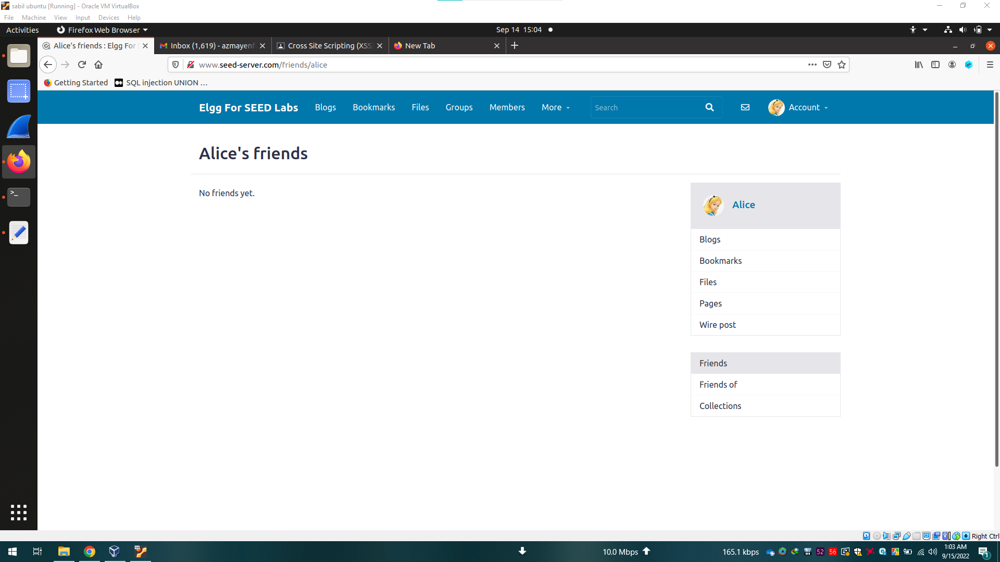 sabil ubuntu [Running] - Oracle VM VirtualBox
File Machine View Input Devices Help
Activities Firefox Web Browser Sep 14 15:04
Alice's friends : Elgg For Inbox (1,619) - azmayenf Cross Site Scripting (XSS New Tab
www.seed-server.com/friends/alice
Getting Started SQL injection UNION …
Elgg For SEED Labs Blogs Bookmarks Files Groups Members More Search Account
Alice's friends
No friends yet.
Alice
Blogs
Bookmarks
Files
Pages
Wire post
Friends
Friends of
Collections
Right Ctrl
10.0 Mbps 165.1 kbps 52 56 1:03 AM
9/15/2022 1